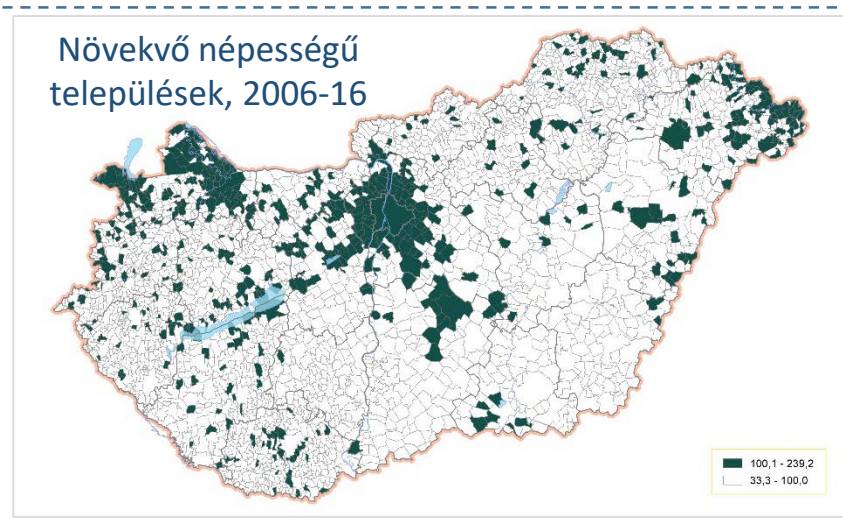 Növekvő népességű
települések, 2006-16
100,1 - 239,2
33,3 - 100,0